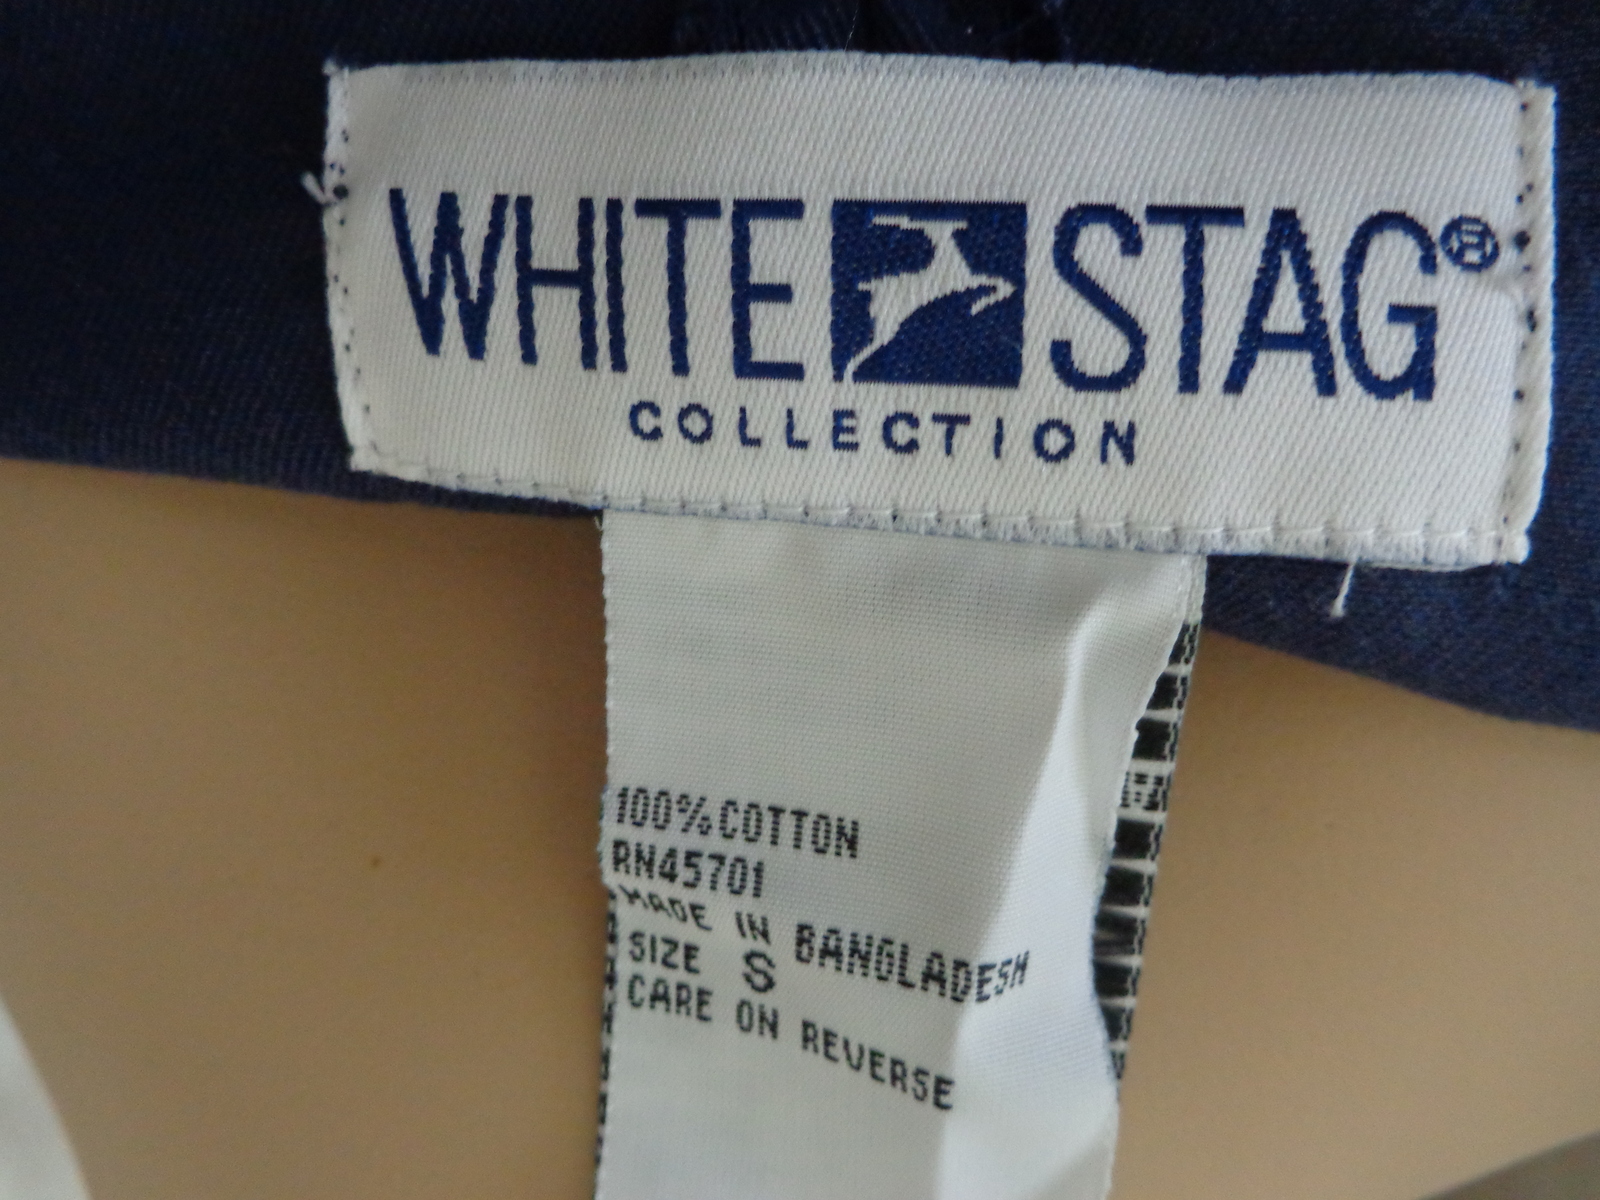 WHITE STAG®
COLLECTION
100% COTTON
RN45701
MADE IN BANGLADESH
SIZE S
CARE ON REVERSE